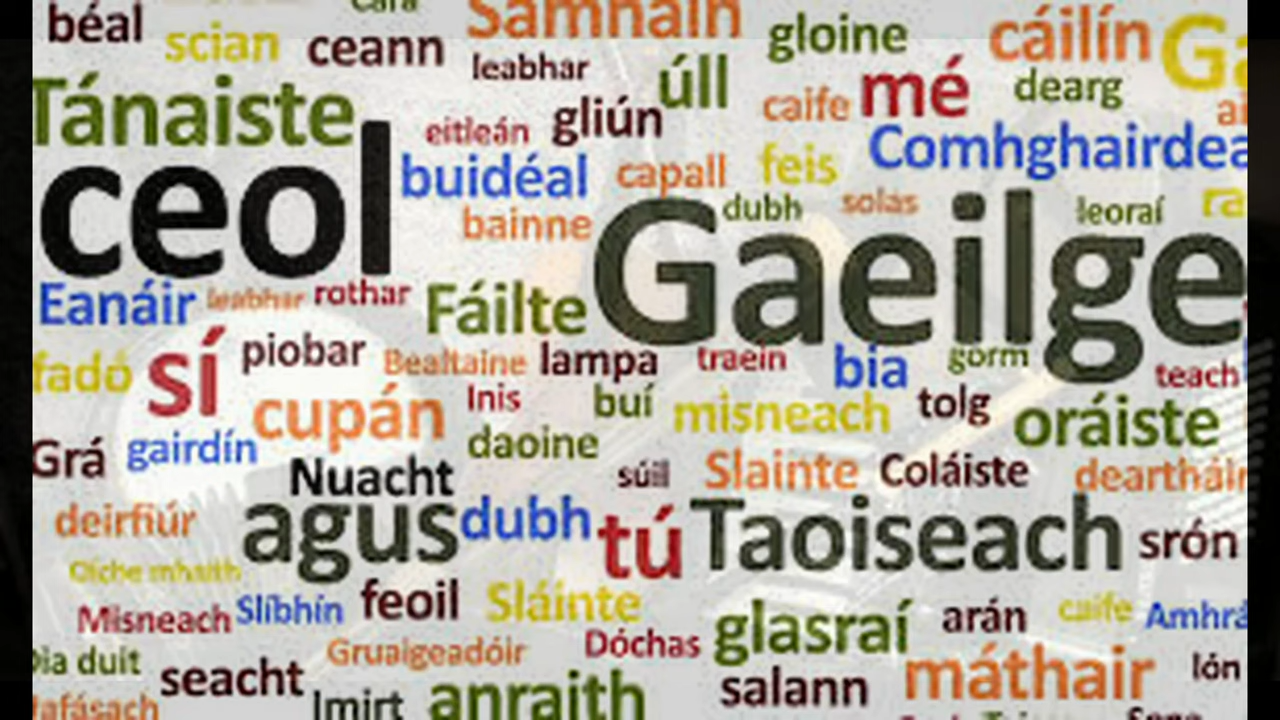 béal scian ceann Samhain gloine cáilín
leabhar úll caife mé dearg
Tánaiste eitleán gliún Comhghairdea
ceol buidéal capall feis
bainne Gaeilge dubh solas leoraí
Eanáir leabhar rothar Fáilte
fadó sí piobar Bealtaine lampa traein bia gorm teach
cupán Inis buí misneach tolg oráiste
Grá gairdín daoine
Nuacht súil Slainte Coláiste deartháir
deirfiúr agus dubh tú Taoiseach srón
Oíche mhaith
Misneach Slíbhín feoil Sláinte glasraí arán caife Amhrá
Dia duit Gruaigeadóir Dóchas
seacht salann máthair lón
Imirt anraith